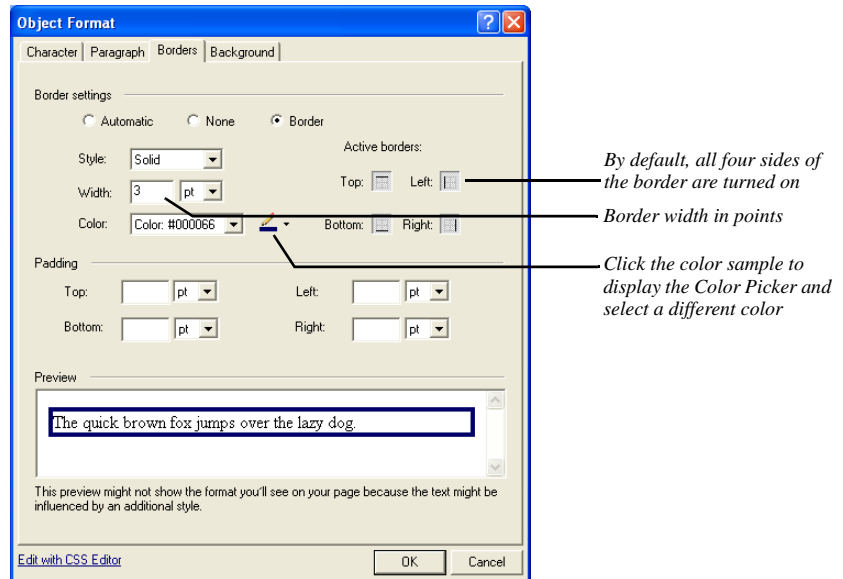 Object Format
Character Paragraph Borders Background
Border settings
Automatic None Border
Active borders:
Style: Solid
Top: Left:
Width: 3 pt
Color: Color: #000066 Bottom: Right:
Padding
Top: pt Left: pt
Bottom: pt Right: pt
Preview
The quick brown fox jumps over the lazy dog.
This preview might not show the format you'll see on your page because the text might be
influenced by an additional style.
Edit with CSS Editor OK Cancel
By default, all four sides of
the border are turned on
Border width in points
Click the color sample to
display the Color Picker and
select a different color